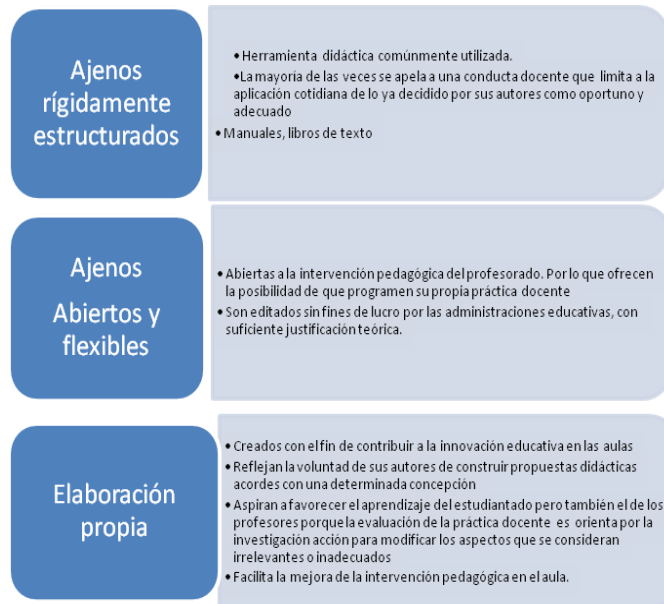 Ajenos
rígidamente
estructurados
• Herramienta didáctica comúnmente utilizada.
• La mayoría de las veces se apela a una conducta docente que limita a la
aplicación cotidiana de lo ya decidido por sus autores como oportuno y
adecuado
• Manuales, libros de texto
Ajenos
Abiertos y
flexibles
• Abiertas a la intervención pedagógica del profesorado. Por lo que ofrecen
la posibilidad de que programen su propia práctica docente
• Son editados sin fines de lucro por las administraciones educativas, con
suficiente justificación teórica.
Elaboración
propia
• Creados con el fin de contribuir a la innovación educativa en las aulas
• Reflejan la voluntad de sus autores de construir propuestas didácticas
acordes con una determinada concepción
• Aspiran a favorecer el aprendizaje del estudiantado pero también el de los
profesores porque la evaluación de la práctica docente es orienta por la
investigación acción para modificar los aspectos que se consideran
irrelevantes o inadecuados
• Facilita la mejora de la intervención pedagógica en el aula.